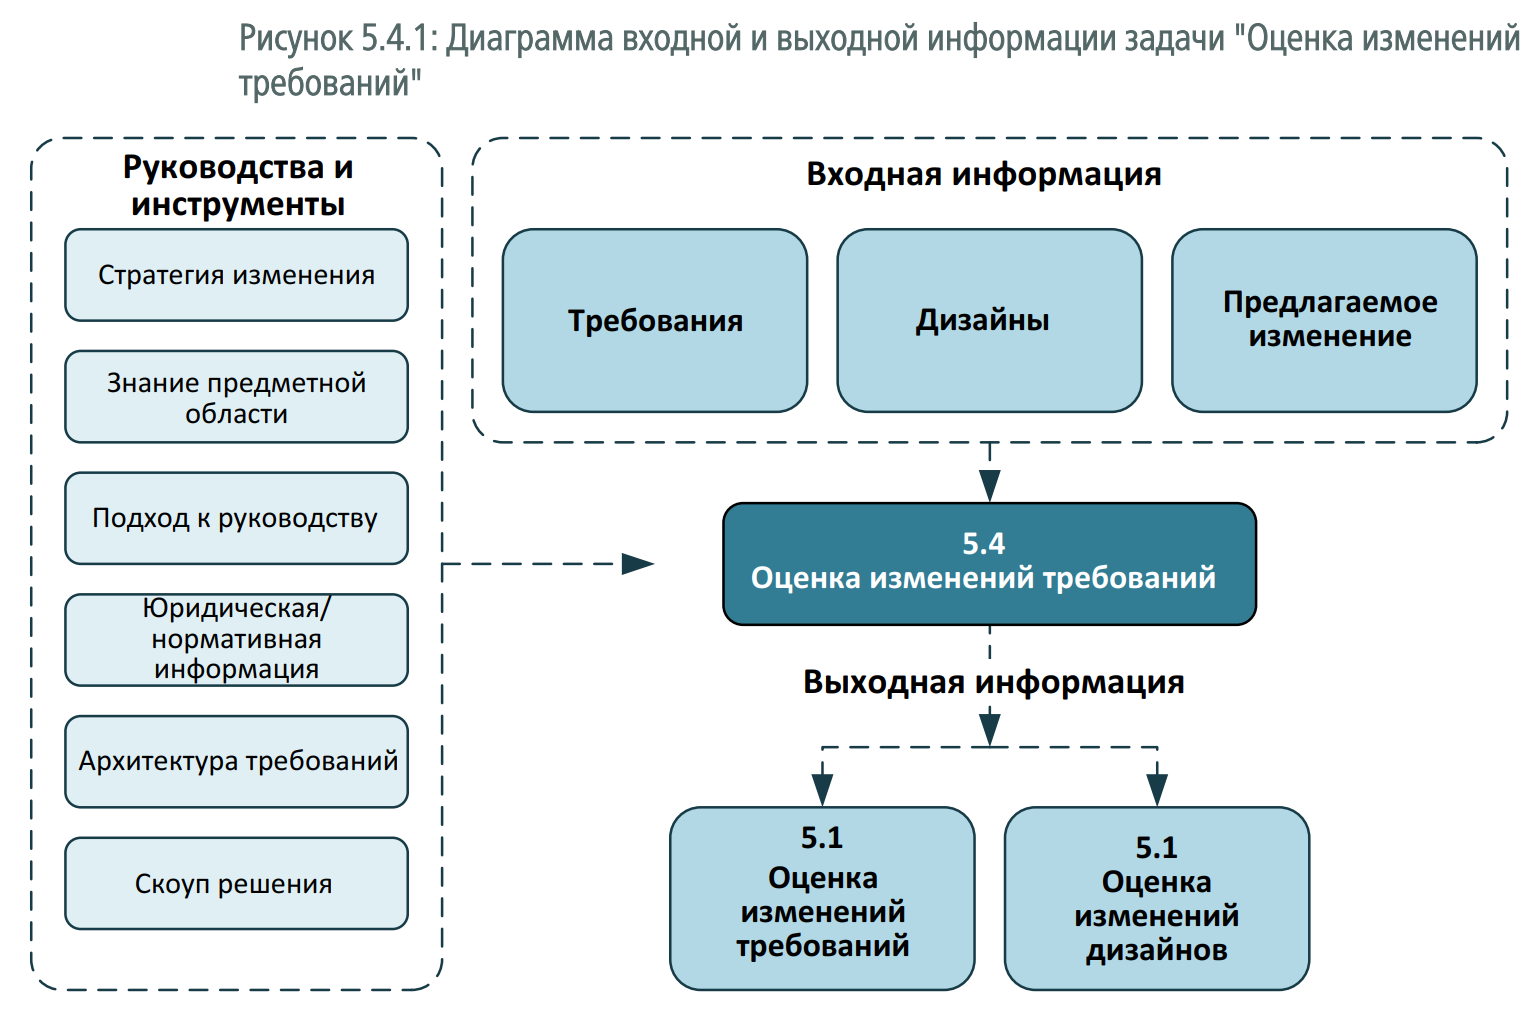 Рисунок 5.4.1: Диаграмма входной и выходной информации задачи "Оценка изменений
требований"
Руководства и
инструменты
Стратегия изменения
Знание предметной
области
Подход к руководству
Юридическая/
нормативная
информация
Архитектура требований
Скоуп решения
Входная информация
Требования
Дизайны
Предлагаемое
изменение
5.4
Оценка изменений требований
Выходная информация
5.1
Оценка
изменений
требований
5.1
Оценка
изменений
дизайнов